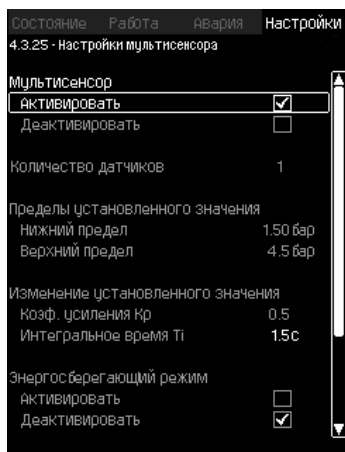 Состояние Работа Авария Настройки
4.3.25 - Настройки мультисенсора
Мультисенсор
Активировать
Деактивировать
Количество датчиков 1
Пределы установленного значения
Нижний предел 1.50 бар
Верхний предел 4.5 бар
Изменение установленного значения
Коэф. усиления Кр 0.5
Интегральное время Ti 1.5с
Энергосберегающий режим
Активировать
Деактивировать